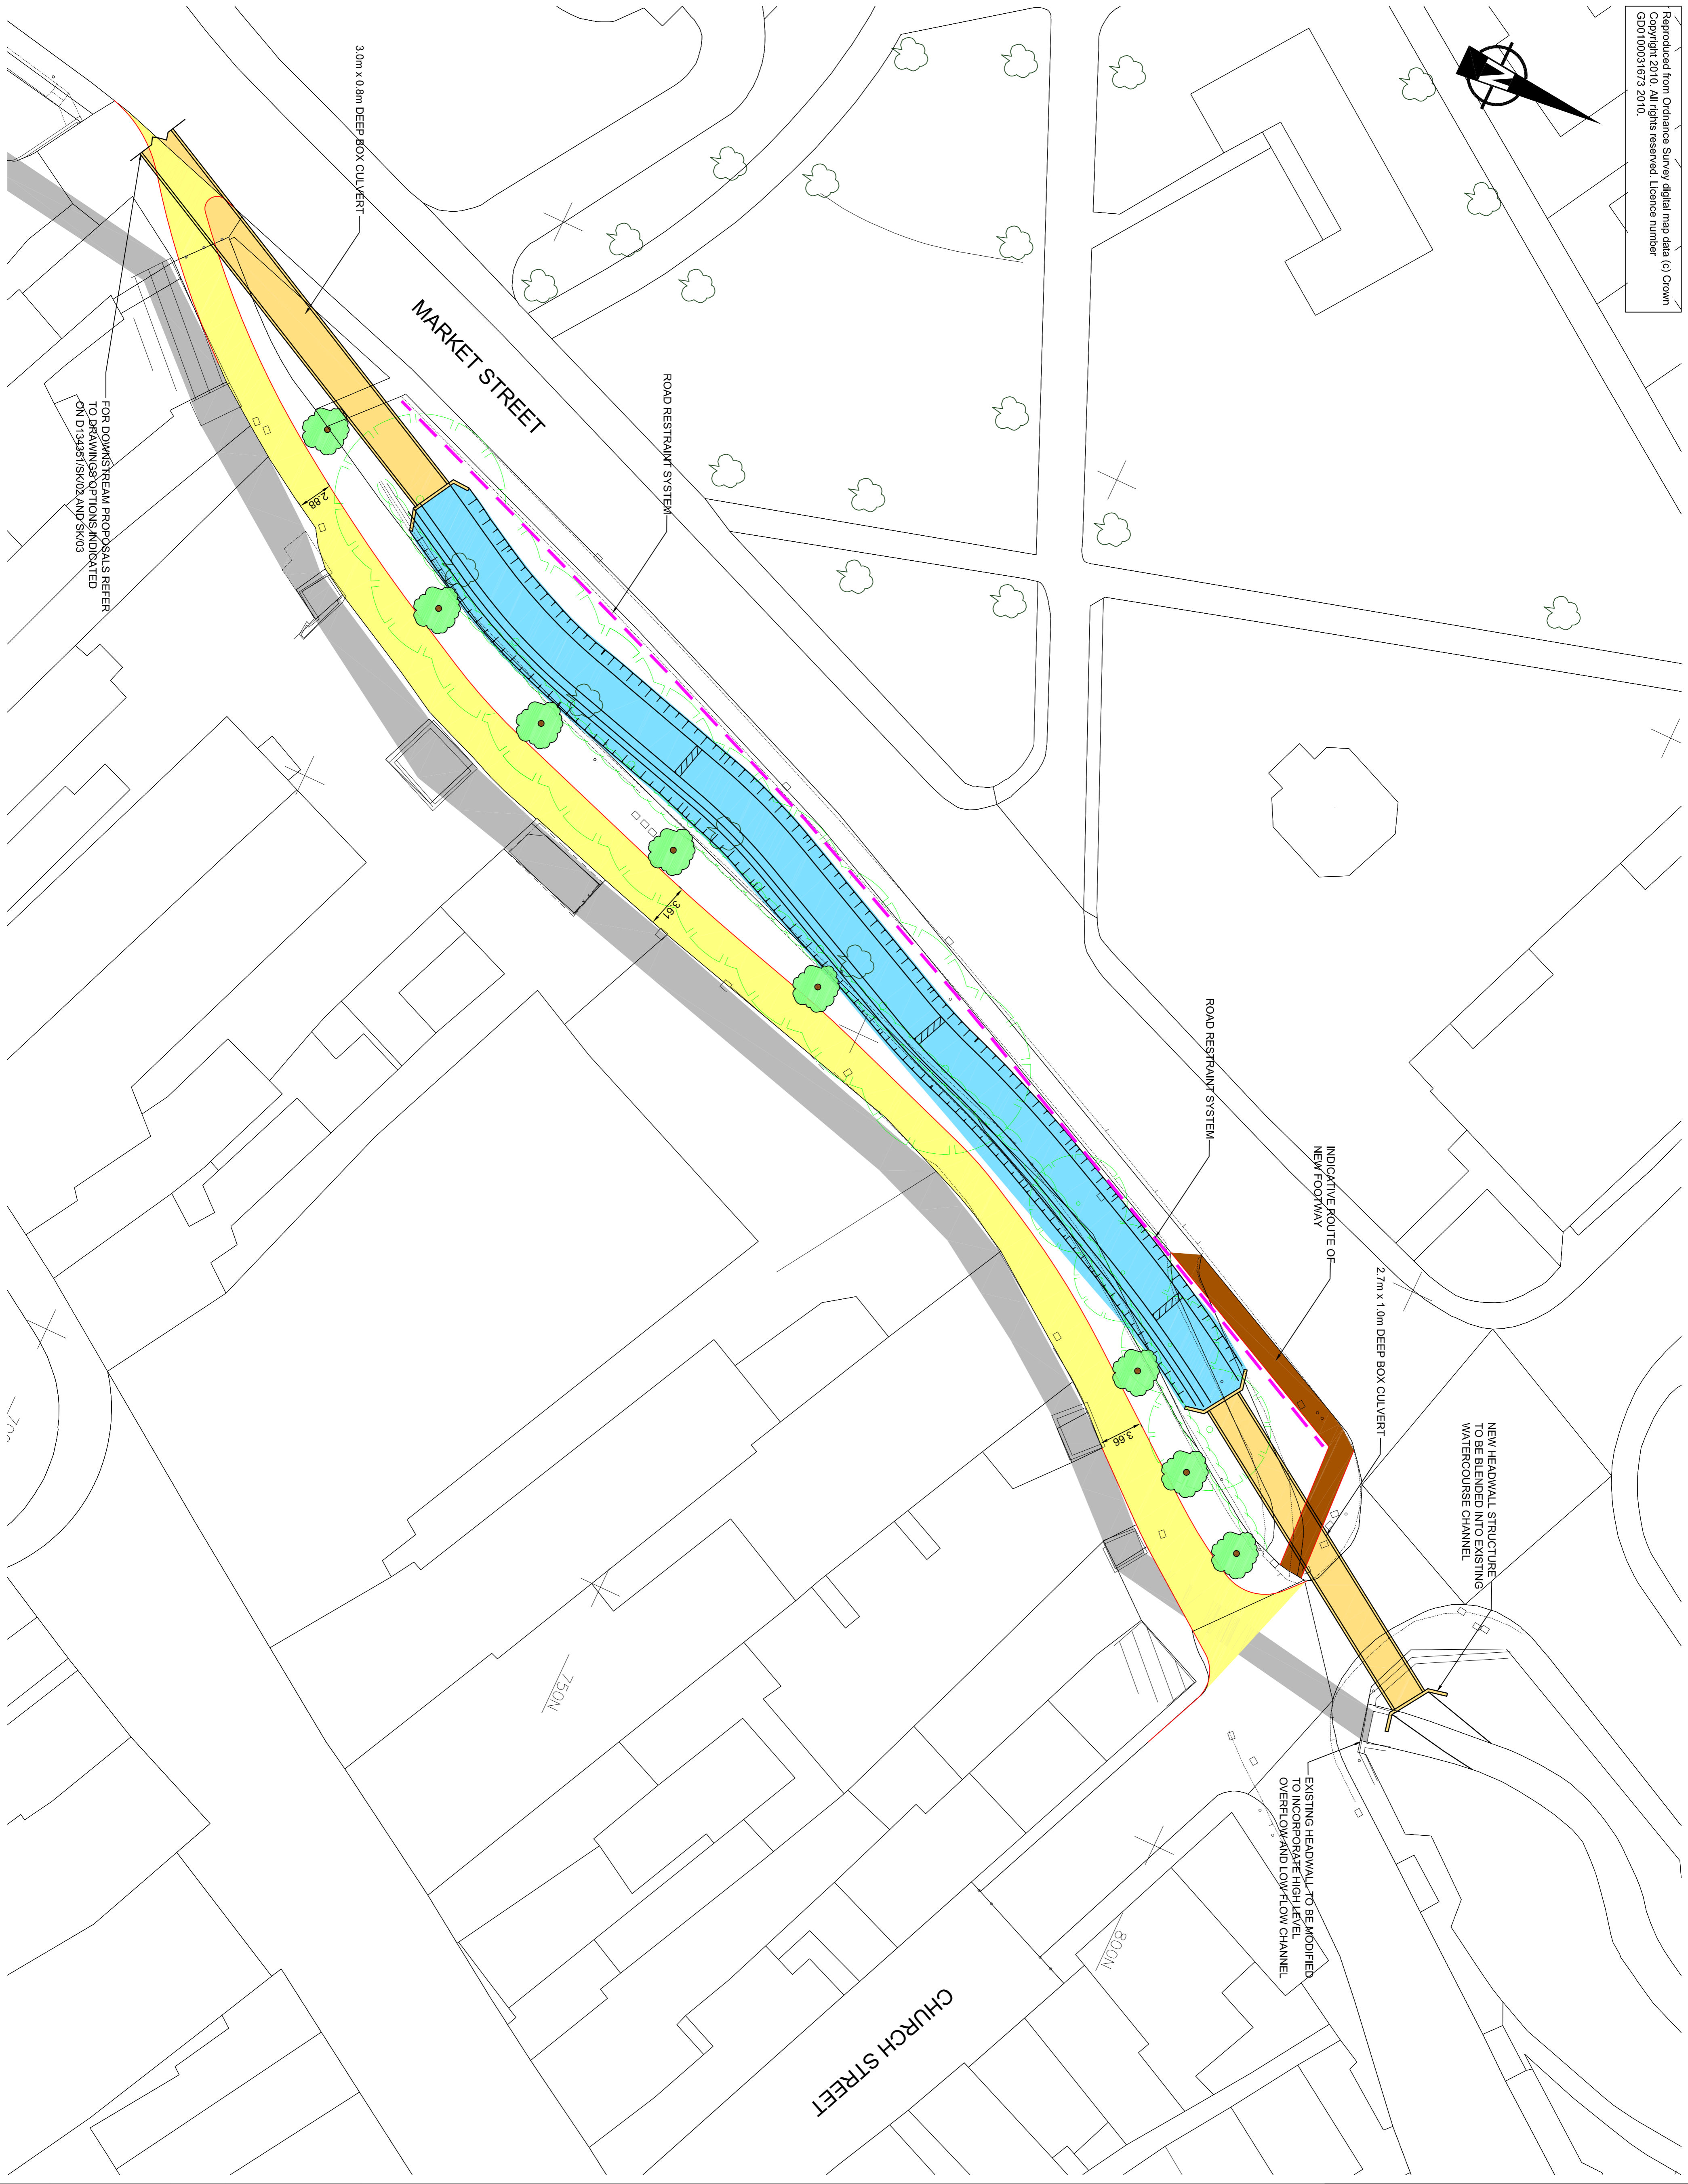 Reproduced from Ordnance Survey digital map data (c) Crown
Copyright 2010. All rights reserved. Licence number
GD0100031673 2010.
N
3.0m x 0.8m DEEP BOX CULVERT
MARKET STREET
ROAD RESTRAINT SYSTEM
FOR DOWNSTREAM PROPOSALS REFER
TO DRAWINGS OPTIONS INDICATED
ON D134351/SK/02 AND SK/03
2.88
3.61
ROAD RESTRAINT SYSTEM
INDICATIVE ROUTE OF
NEW FOOTWAY
2.7m x 1.0m DEEP BOX CULVERT
NEW HEADWALL STRUCTURE
TO BE BLENDED INTO EXISTING
WATERCOURSE CHANNEL
3.66
EXISTING HEADWALL TO BE MODIFIED
TO INCORPORATE HIGH LEVEL
OVERFLOW AND LOW FLOW CHANNEL
750N
800N
CHURCH STREET